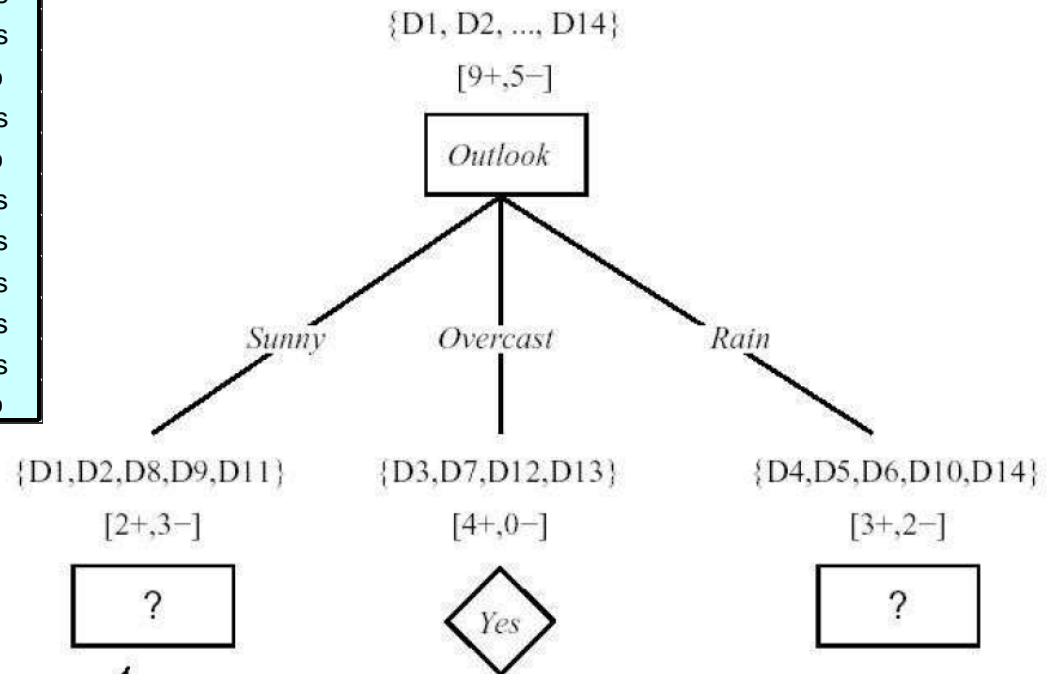 {D1, D2, ..., D14}
[9+,5−]
Outlook
Sunny
Overcast
Rain
{D1,D2,D8,D9,D11}
{D3,D7,D12,D13}
{D4,D5,D6,D10,D14}
[2+,3−]
[4+,0−]
[3+,2−]
?
Yes
?